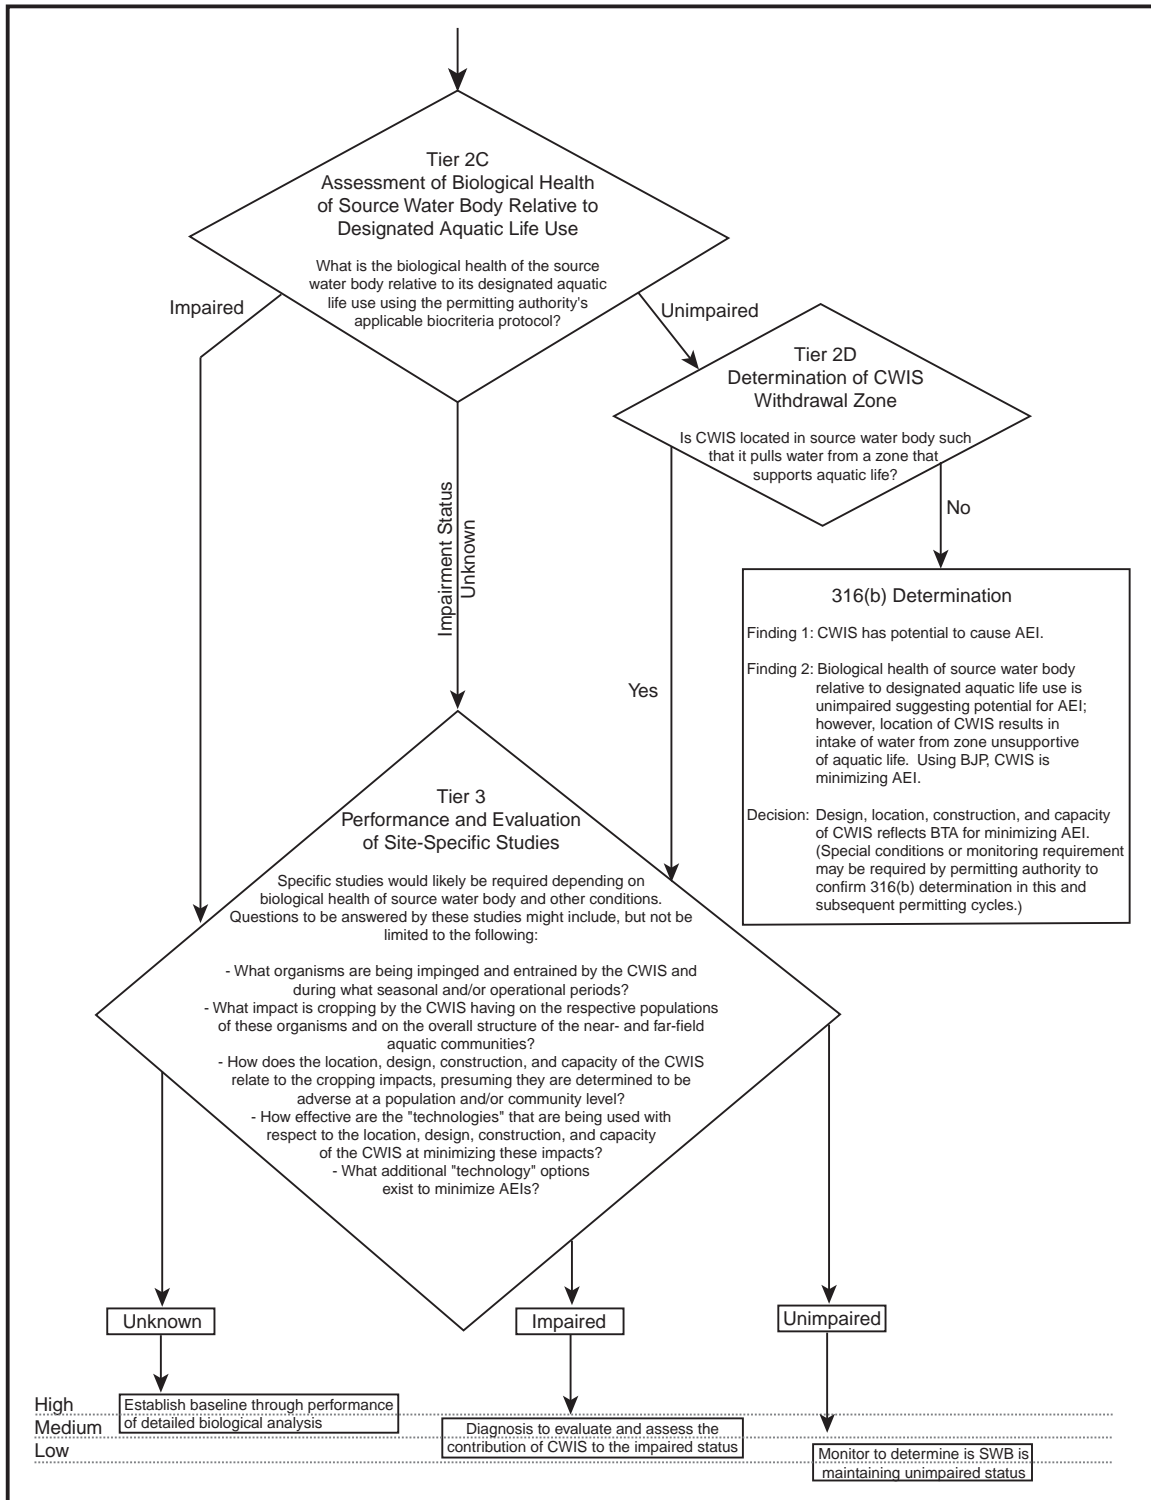 Tier 2C
Assessment of Biological Health
of Source Water Body Relative to
Designated Aquatic Life Use
What is the biological health of the source
water body relative to its designated aquatic
life use using the permitting authority's
applicable biocriteria protocol?
Impaired
Unimpaired
Tier 2D
Determination of CWIS
Withdrawal Zone
Is CWIS located in source water body such
that it pulls water from a zone that
supports aquatic life?
Impairment Status
Unknown
No
Yes
316(b) Determination
Finding 1: CWIS has potential to cause AEI.
Finding 2: Biological health of source water body
relative to designated aquatic life use is
unimpaired suggesting potential for AEI;
however, location of CWIS results in
intake of water from zone unsupportive
of aquatic life.  Using BJP, CWIS is
minimizing AEI.
Decision: Design, location, construction, and capacity
of CWIS reflects BTA for minimizing AEI.
(Special conditions or monitoring requirement
may be required by permitting authority to
confirm 316(b) determination in this and
subsequent permitting cycles.)
Tier 3
Performance and Evaluation
of Site-Specific Studies
Specific studies would likely be required depending on
biological health of source water body and other conditions.
Questions to be answered by these studies might include, but not be
limited to the following:
- What organisms are being impinged and entrained by the CWIS and
during what seasonal and/or operational periods?
- What impact is cropping by the CWIS having on the respective populations
of these organisms and on the overall structure of the near- and far-field
aquatic communities?
- How does the location, design, construction, and capacity of the CWIS
relate to the cropping impacts, presuming they are determined to be
adverse at a population and/or community level?
- How effective are the "technologies" that are being used with
respect to the location, design, construction, and capacity
of the CWIS at minimizing these impacts?
- What additional "technology" options
exist to minimize AEIs?
Unknown
Impaired
Unimpaired
High
Medium
Low
Establish baseline through performance
of detailed biological analysis
Diagnosis to evaluate and assess the
contribution of CWIS to the impaired status
Monitor to determine is SWB is
maintaining unimpaired status